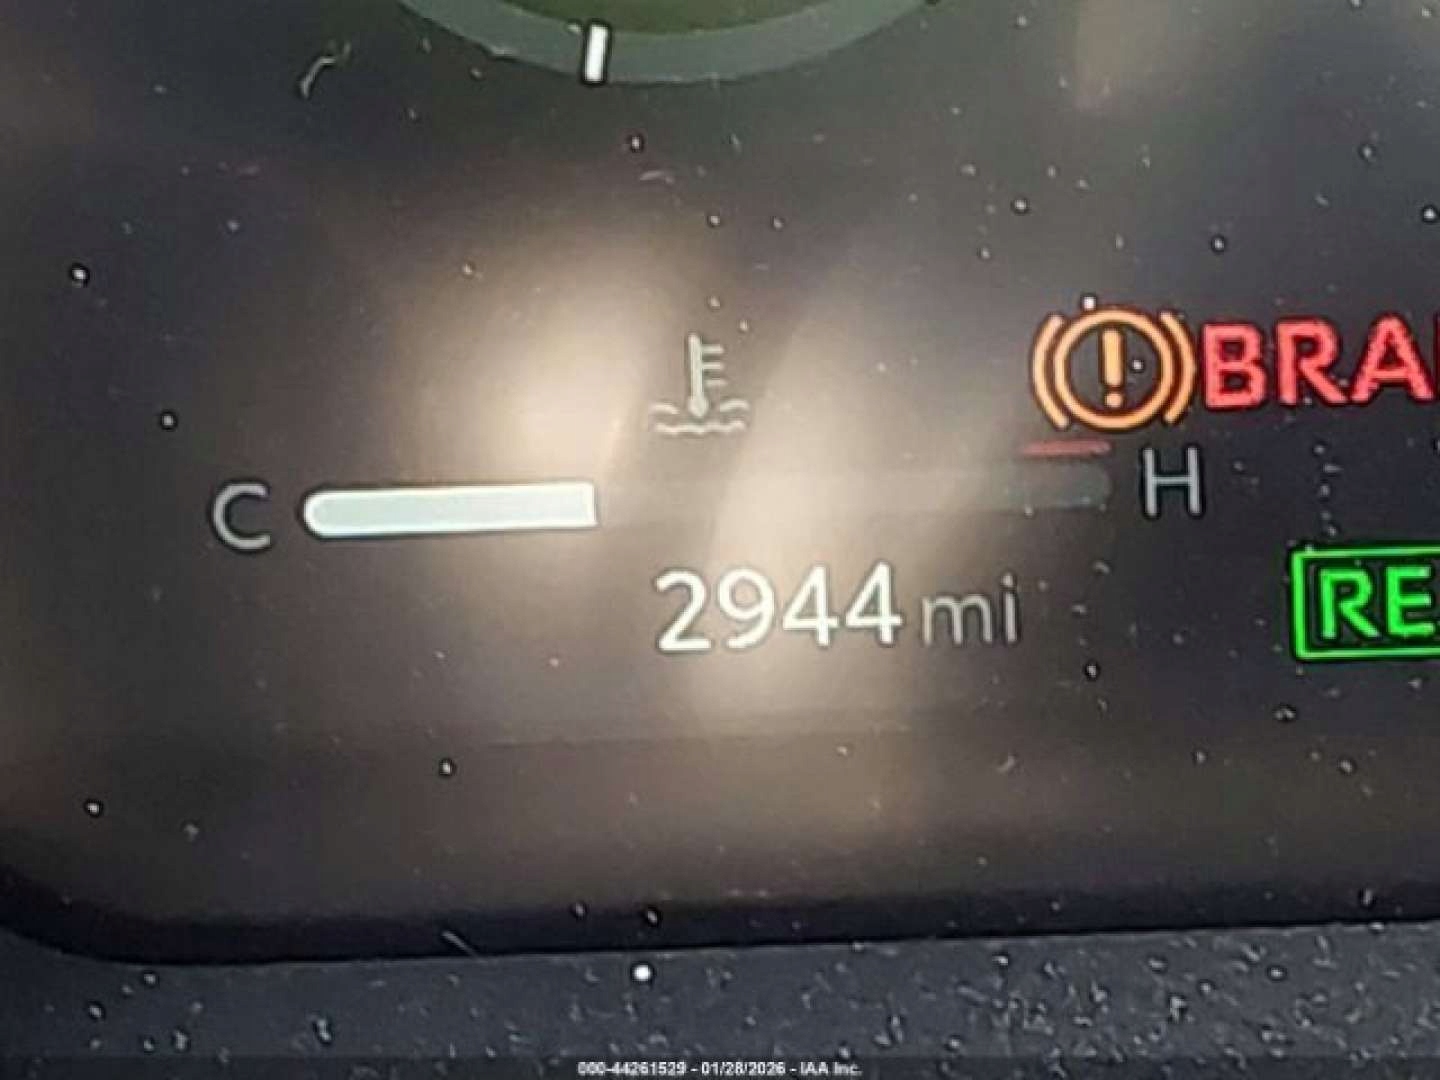 BRA
C
H
2944 mi
RE
000-44261529 - 01/28/2026 - IAA Inc.